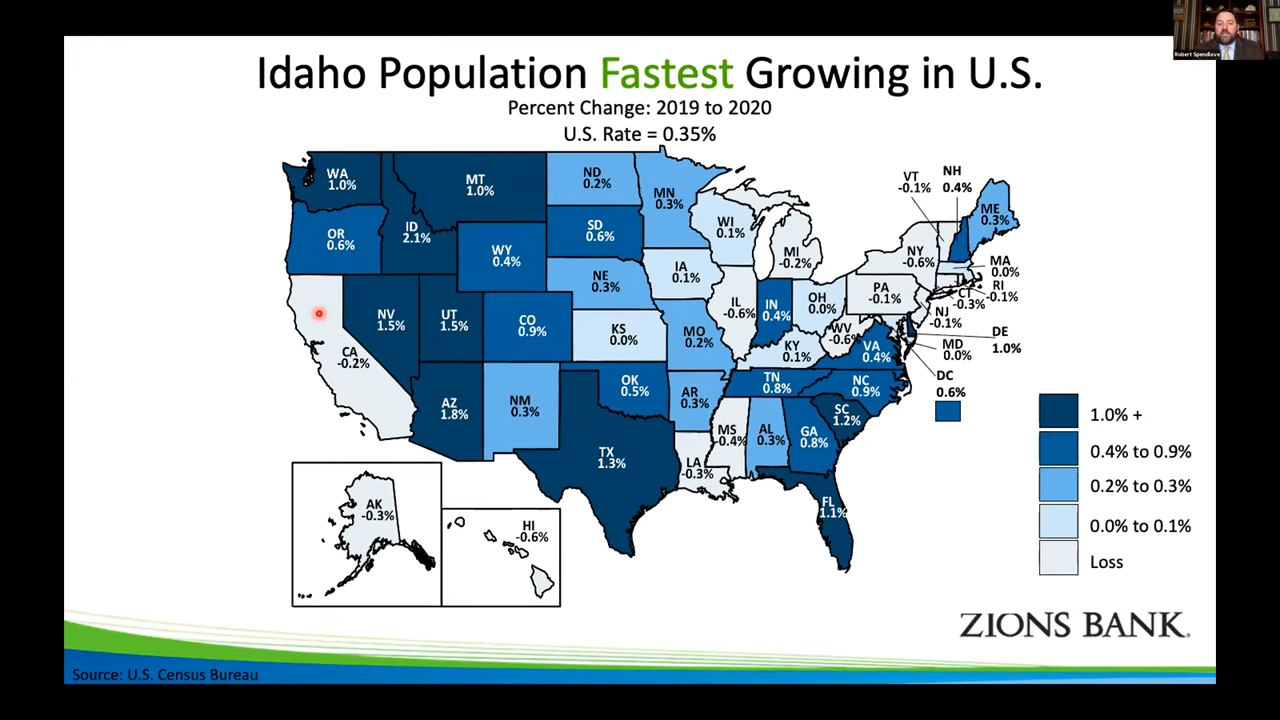 Robert Spendlove
Idaho Population Fastest Growing in U.S.
Percent Change: 2019 to 2020
U.S. Rate = 0.35%
WA
1.0%
MT
1.0%
ND
0.2%
MN
0.3%
VT
-0.1%
NH
0.4%
ME
0.3%
OR
0.6%
ID
2.1%
SD
0.6%
WI
0.1%
WY
0.4%
MI
-0.2%
NY
-0.6%
MA
0.0%
NE
0.3%
IA
0.1%
PA
-0.1%
RI
-0.1%
CT
-0.3%
NV
1.5%
UT
1.5%
CO
0.9%
KS
0.0%
IL
-0.6%
IN
0.4%
OH
0.0%
NJ
-0.1%
CA
-0.2%
MO
0.2%
WV
-0.6%
KY
0.1%
VA
0.4%
DE
1.0%
MD
0.0%
DC
0.6%
AZ
1.8%
NM
0.3%
OK
0.5%
AR
0.3%
TN
0.8%
NC
0.9%
SC
1.2%
TX
1.3%
LA
-0.3%
MS
-0.4%
AL
0.3%
GA
0.8%
FL
1.1%
AK
-0.3%
HI
-0.6%
1.0% +
0.4% to 0.9%
0.2% to 0.3%
0.0% to 0.1%
Loss
ZIONS BANK.
Source: U.S. Census Bureau